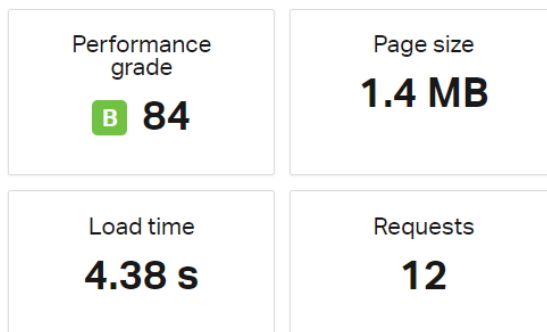 Performance
grade
B 84
Page size
1.4 MB
Load time
4.38 s
Requests
12